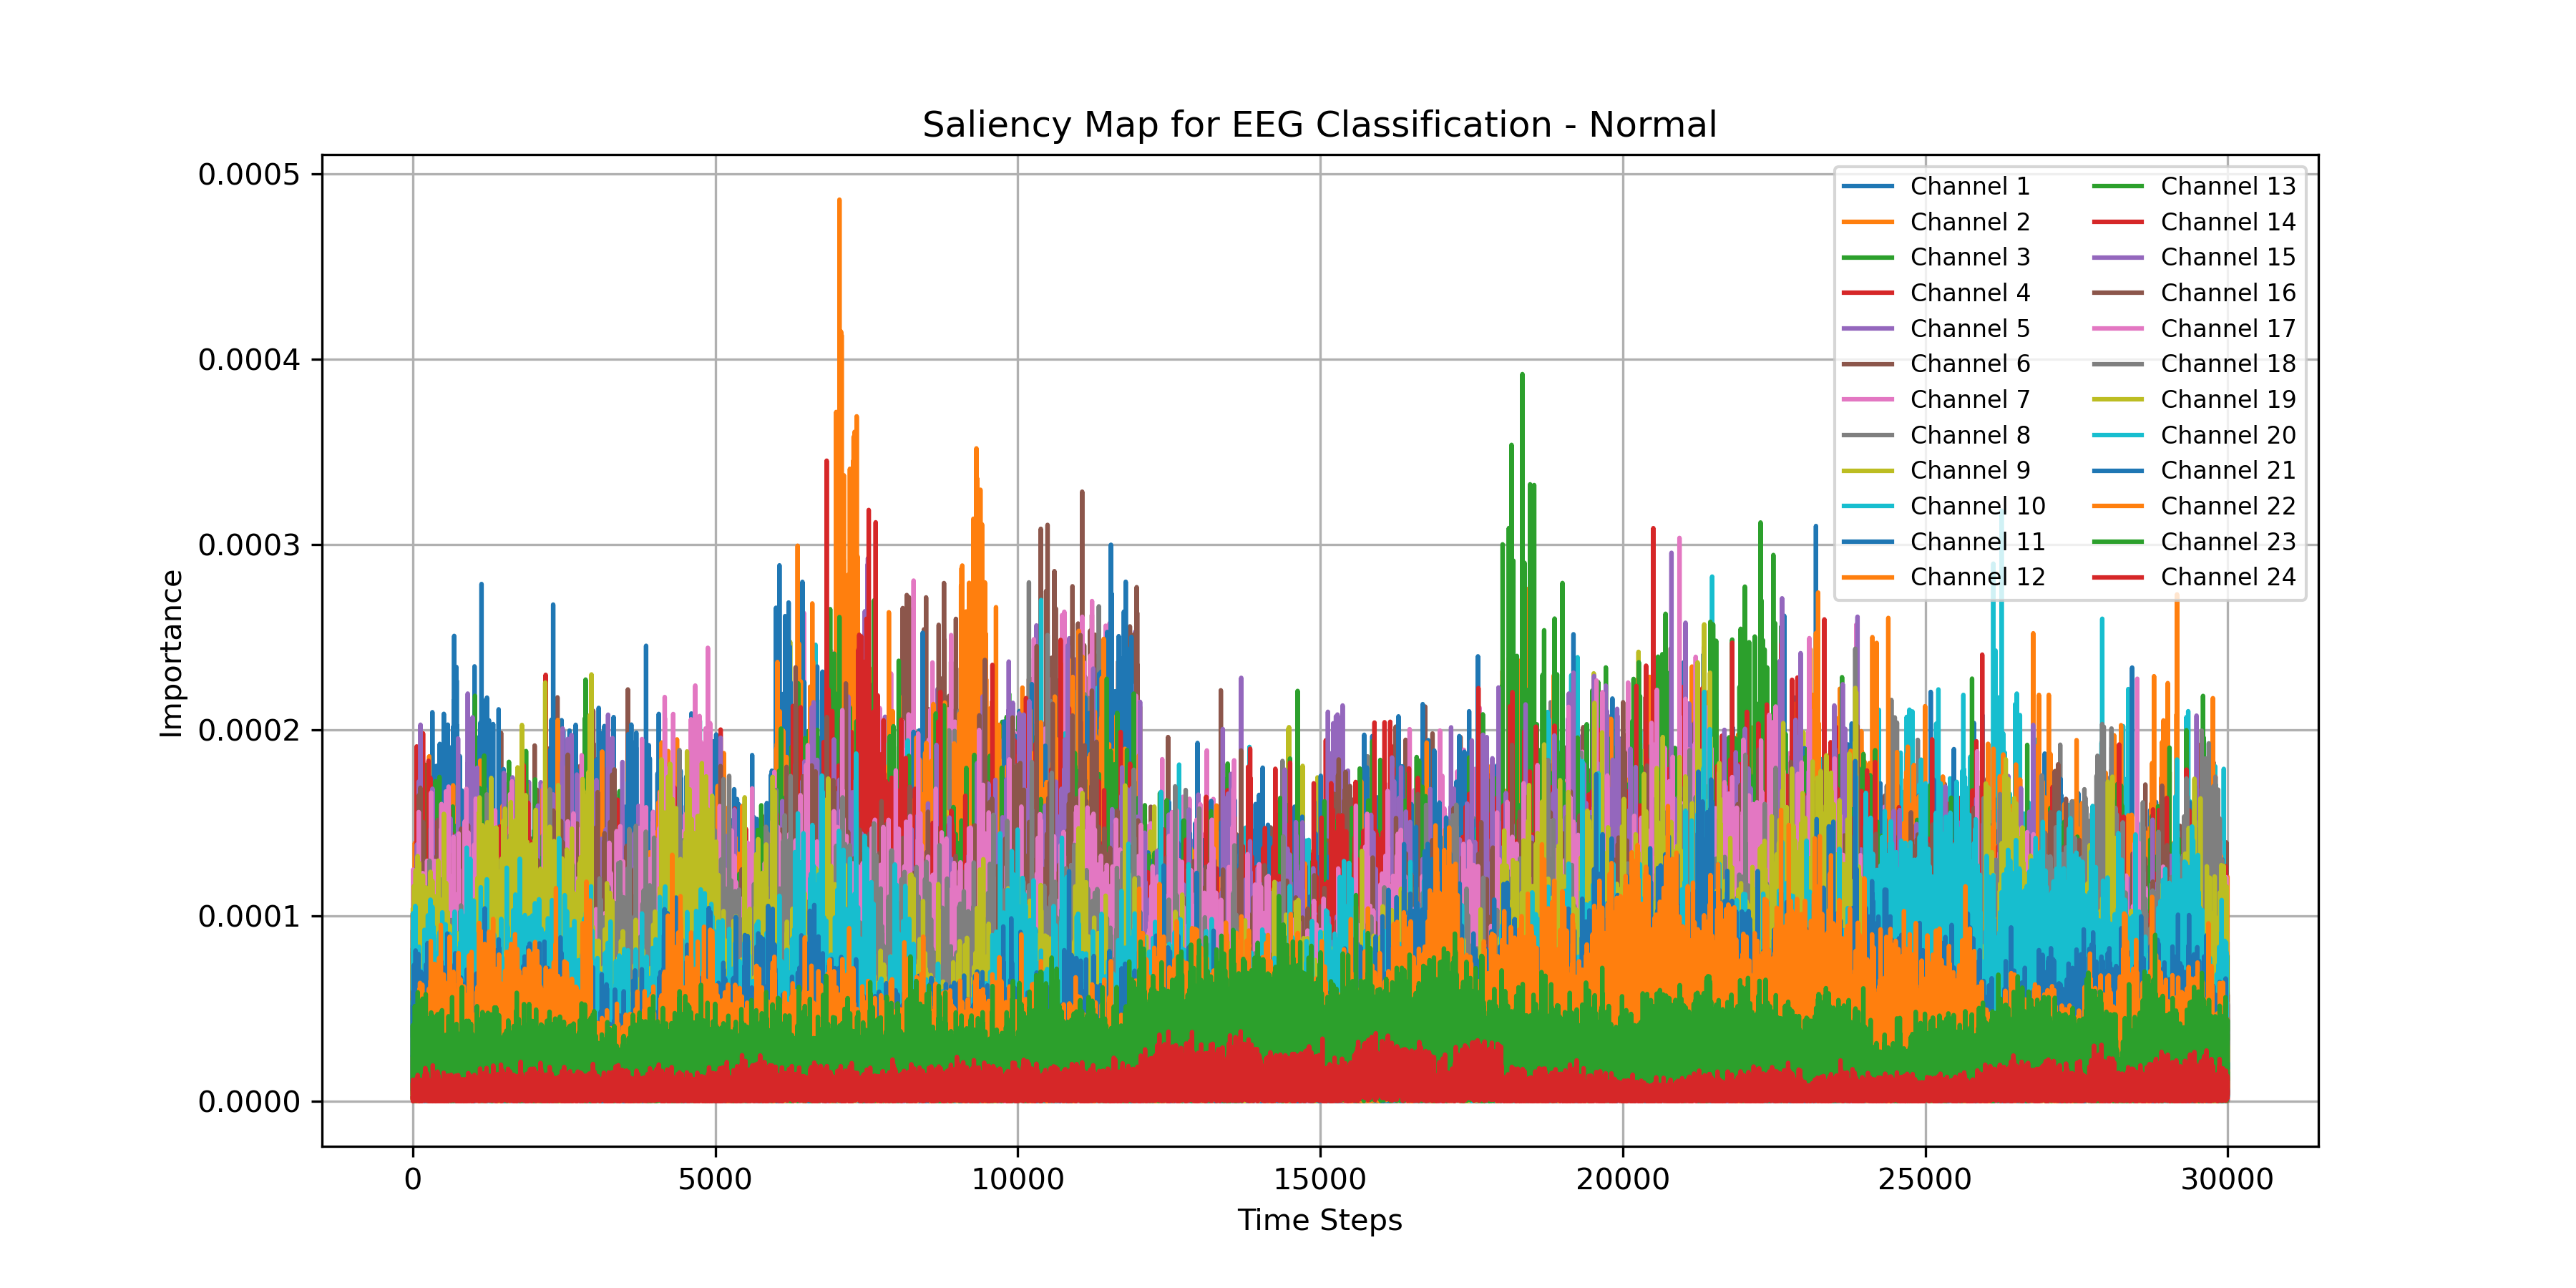 Saliency Map for EEG Classification - Normal
0.0005
0.0004
0.0003
0.0002
0.0001
0.0000
Importance
Channel 1
Channel 2
Channel 3
Channel 4
Channel 5
Channel 6
Channel 7
Channel 8
Channel 9
Channel 10
Channel 11
Channel 12
Channel 13
Channel 14
Channel 15
Channel 16
Channel 17
Channel 18
Channel 19
Channel 20
Channel 21
Channel 22
Channel 23
Channel 24
0 5000 10000 15000 20000 25000 30000
Time Steps